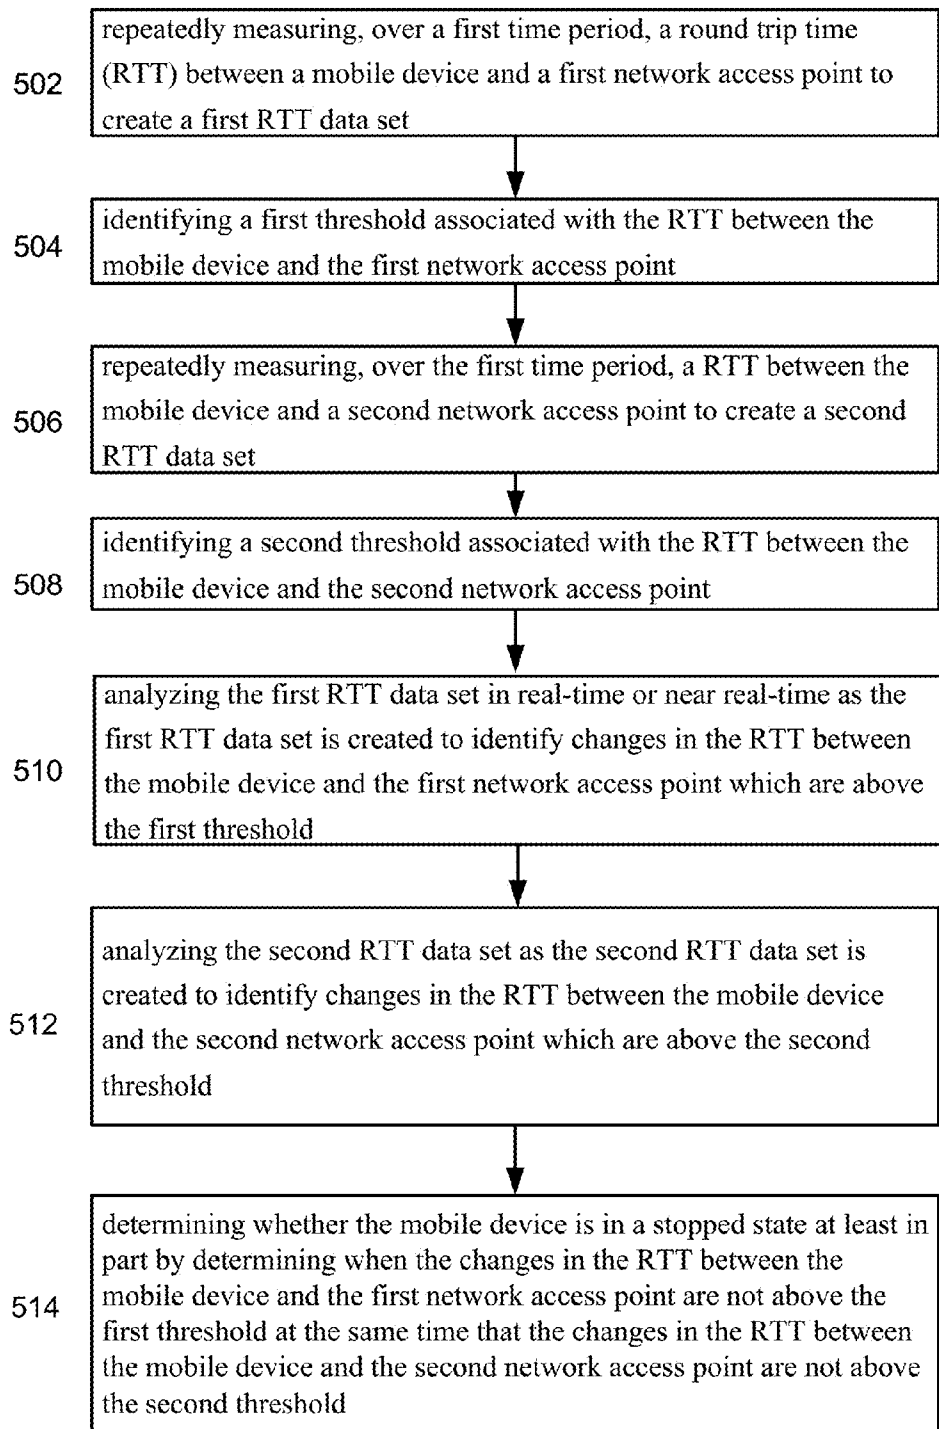 502
repeatedly measuring, over a first time period, a round trip time
(RTT) between a mobile device and a first network access point to
create a first RTT data set
504
identifying a first threshold associated with the RTT between the
mobile device and the first network access point
506
repeatedly measuring, over the first time period, a RTT between the
mobile device and a second network access point to create a second
RTT data set
508
identifying a second threshold associated with the RTT between the
mobile device and the second network access point
510
analyzing the first RTT data set in real-time or near real-time as the
first RTT data set is created to identify changes in the RTT between
the mobile device and the first network access point which are above
the first threshold
512
analyzing the second RTT data set as the second RTT data set is
created to identify changes in the RTT between the mobile device
and the second network access point which are above the second
threshold
514
determining whether the mobile device is in a stopped state at least in
part by determining when the changes in the RTT between the
mobile device and the first network access point are not above the
first threshold at the same time that the changes in the RTT between
the mobile device and the second network access point are not above
the second threshold